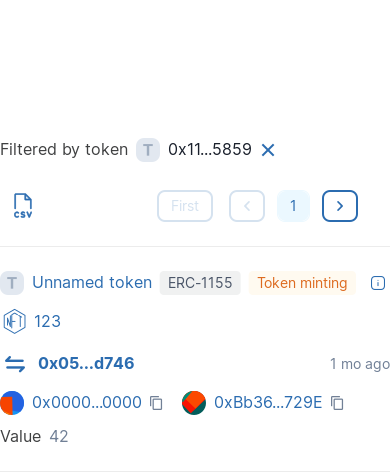 Filtered by token T 0x11...5859
CSV First 1
T Unnamed token ERC-1155 Token minting
NFT 123
0x05...d746 1 mo ago
0x0000...0000 0xBb36...729E
Value 42